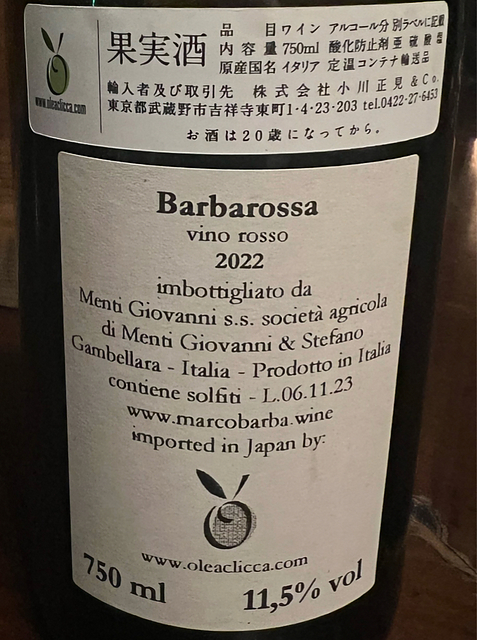 果実酒
品 目 ワイン アルコール分 別ラベルに記載
内容量 750ml 酸化防止剤 亜硫酸塩
原産国名 イタリア 定温コンテナ輸送品
輸入者及び取引先 株式会社小川正見&Co.
東京都武蔵野市吉祥寺東町1-4-23-203 tel.0422-27-6453
お酒は20歳になってから。
www.oleaclicca.com
Barbarossa
vino rosso
2022
imbottigliato da
Menti Giovanni s.s. società agricola
di Menti Giovanni & Stefano
Gambellara - Italia - Prodotto in Italia
contiene solfiti - L.06.11.23
www.marcobarba.wine
imported in Japan by:
www.oleaclicca.com
750 ml 11,5% vol